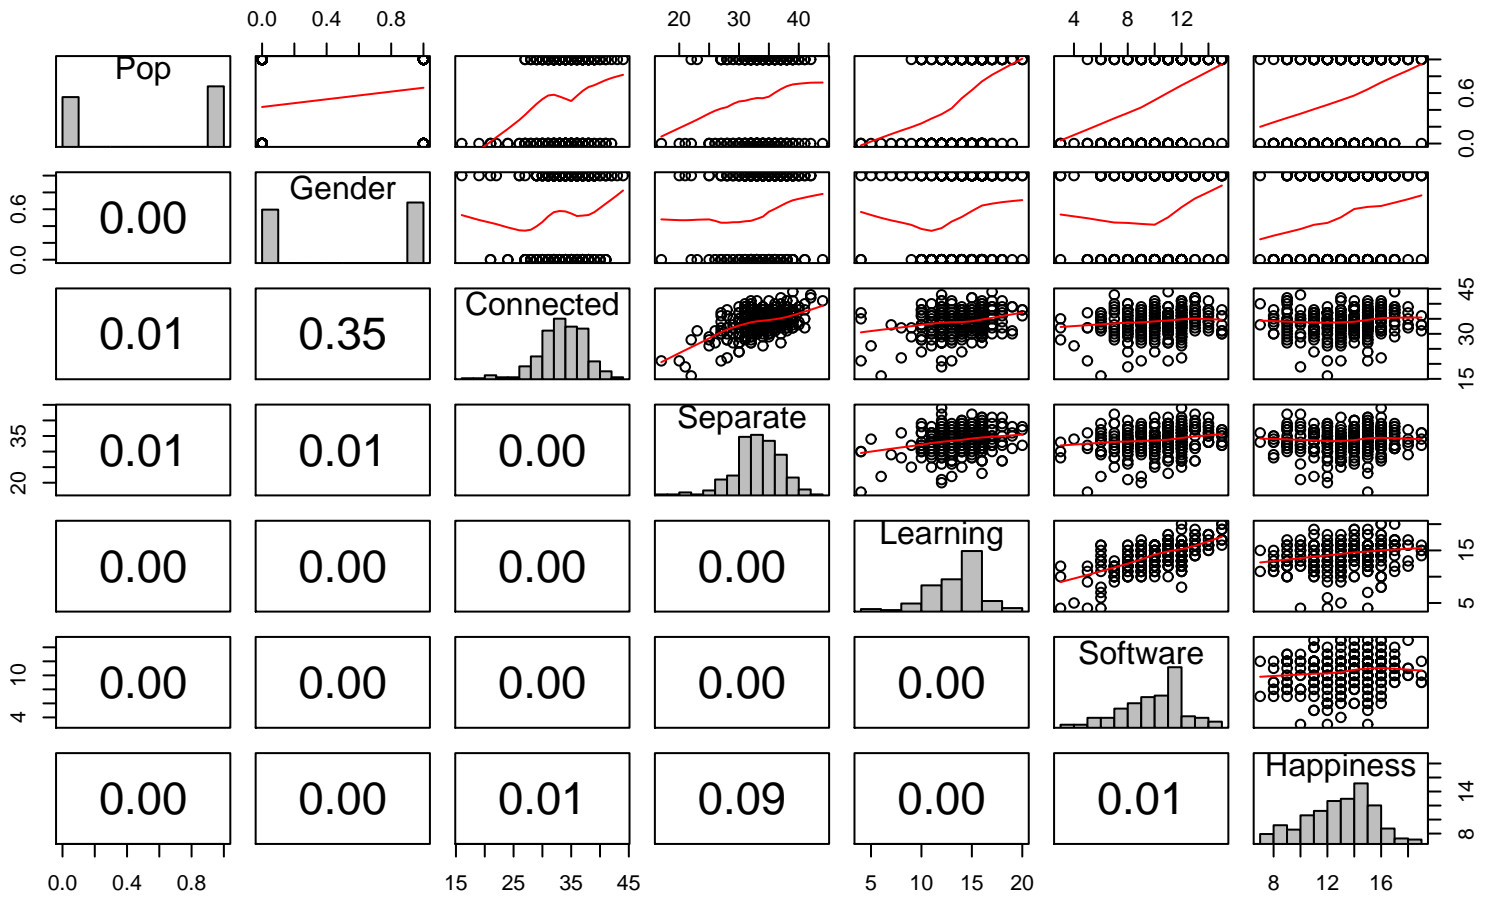 0.0 0.4 0.8 20 30 40 4 8 12
Pop 0.0 0.6
0.0 0.6 0.00 Gender
0.01 0.35 Connected 15 30 45
20 35 0.01 0.01 0.00 Separate
0.00 0.00 0.00 0.00 Learning 5 15
4 10 0.00 0.00 0.00 0.00 0.00 Software
0.00 0.00 0.01 0.09 0.00 0.01 Happiness 8 14
0.0 0.4 0.8 15 25 35 45 5 10 15 20 8 12 16